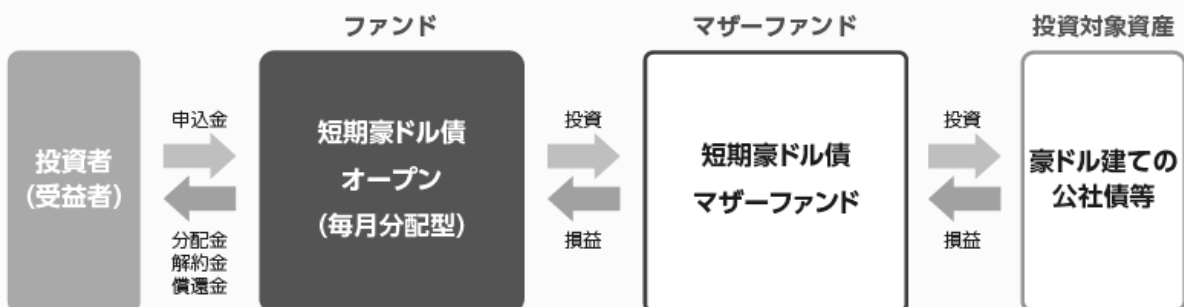 ファンド
マザーファンド
投資対象資産
投資者
(受益者)
申込金
分配金
解約金
償還金
短期豪ドル債
オープン
(毎月分配型)
投資
損益
短期豪ドル債
マザーファンド
投資
損益
豪ドル建ての
公社債等